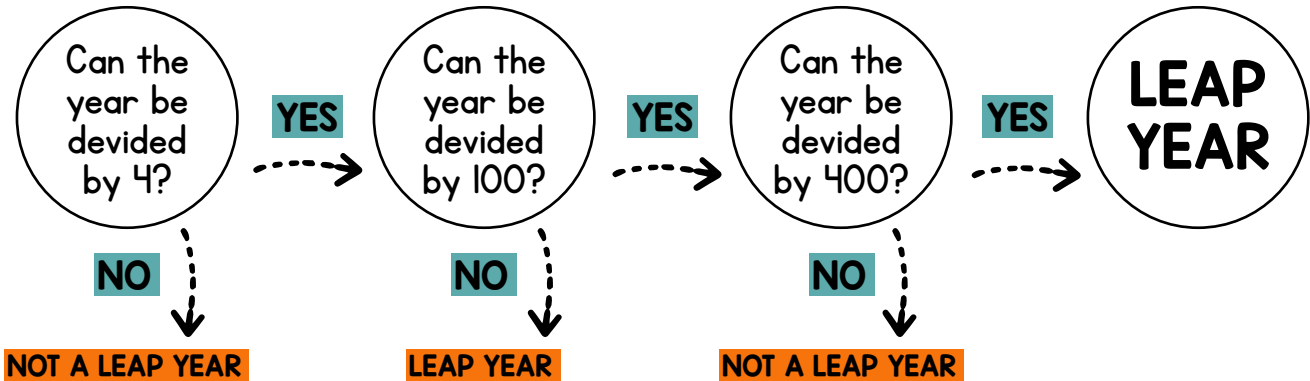 Can the
year be
devided
by 4?
YES
NO
NOT A LEAP YEAR
Can the
year be
devided
by 100?
YES
NO
LEAP YEAR
Can the
year be
devided
by 400?
YES
NO
NOT A LEAP YEAR
LEAP
YEAR